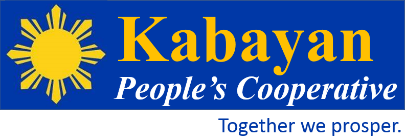 Kabayan
People's Cooperative
Together we prosper.